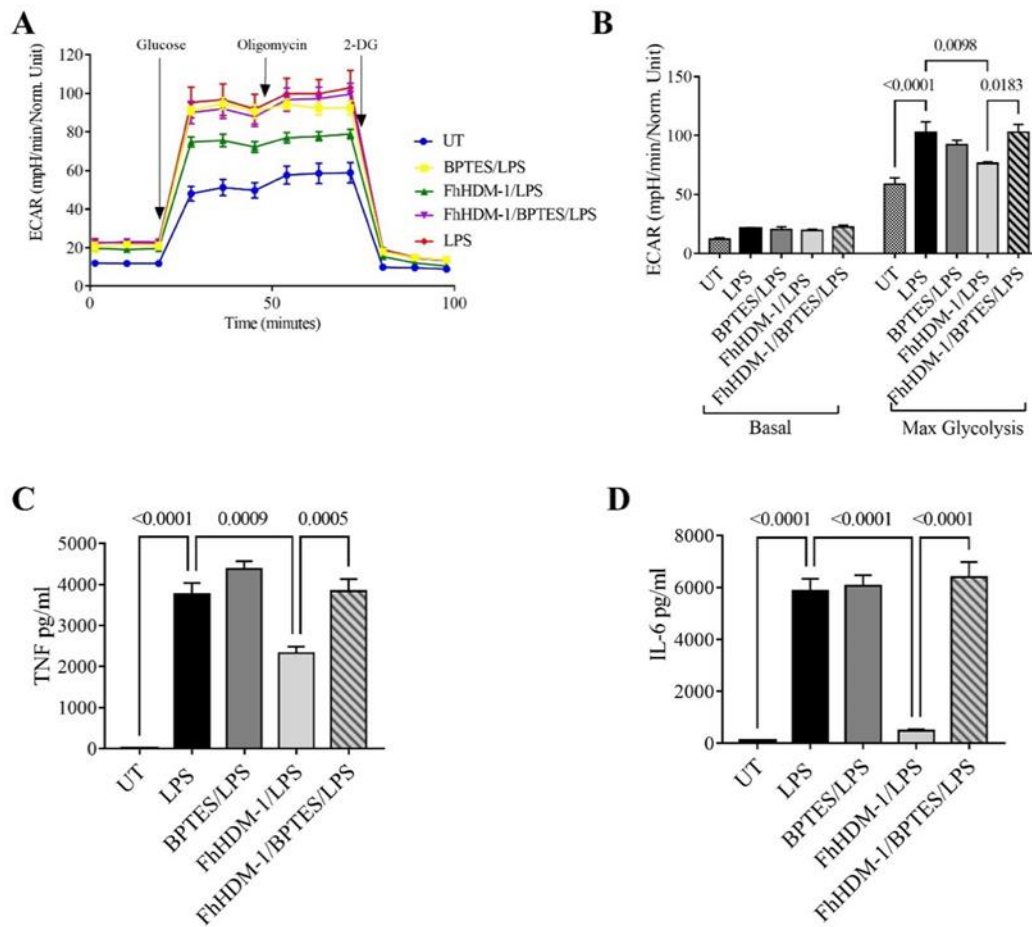 A
Glucose
Oligomycin
2-DG
ECAR (mpH/min/Norm. Unit)
120
100
80
60
40
20
0
0
50
100
Time (minutes)
UT
BPTES/LPS
FhHDM-1/LPS
FhHDM-1/BPTES/LPS
LPS
B
ECAR (mpH/min/Norm. Unit)
150
100
50
0
0.0098
<0.0001
0.0183
UT
LPS
BPTES/LPS
FhHDM-1/LPS
FhHDM-1/BPTES/LPS
UT
LPS
BPTES/LPS
FhHDM-1/LPS
FhHDM-1/BPTES/LPS
Basal
Max Glycolysis
C
<0.0001
0.0009
0.0005
TNF pg/ml
5000
4000
3000
2000
1000
0
UT
LPS
BPTES/LPS
FhHDM-1/LPS
FhHDM-1/BPTES/LPS
D
<0.0001
<0.0001
<0.0001
IL-6 pg/ml
8000
6000
4000
2000
0
UT
LPS
BPTES/LPS
FhHDM-1/LPS
FhHDM-1/BPTES/LPS